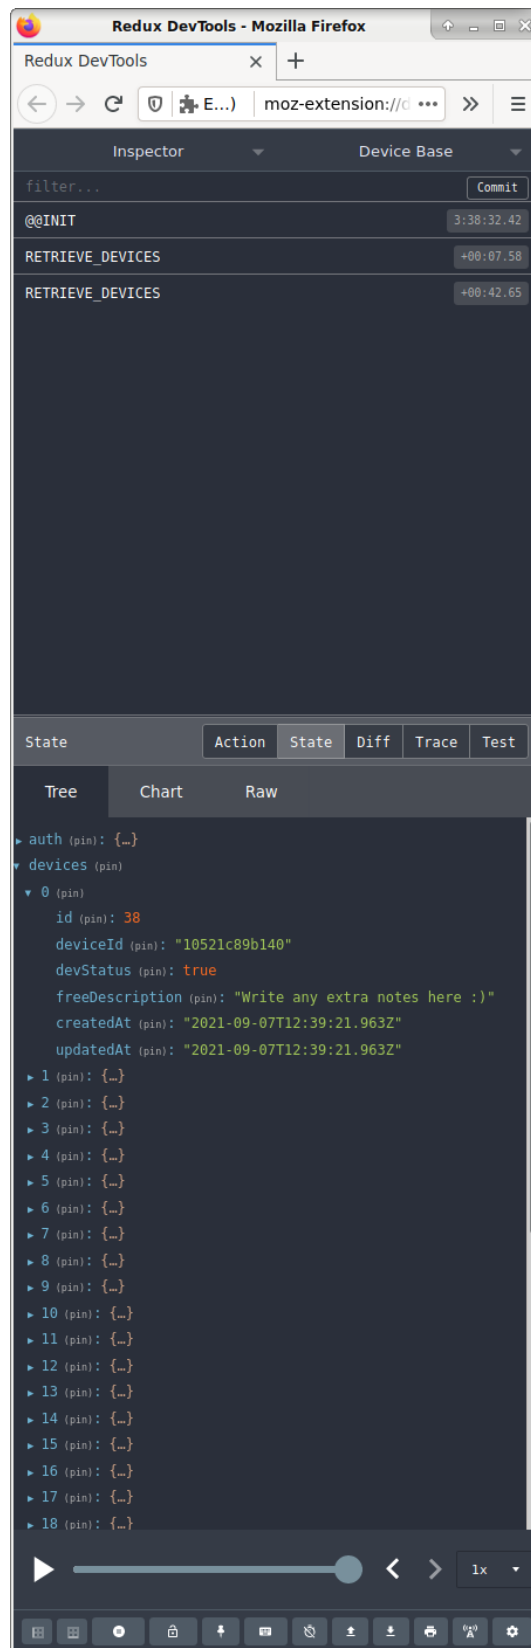 Redux DevTools - Mozilla Firefox
Redux DevTools
E...) moz-extension://d
Inspector Device Base
filter... Commit
@@INIT 3:38:32.42
RETRIEVE_DEVICES +00:07.58
RETRIEVE_DEVICES +00:42.65
State Action State Diff Trace Test
Tree Chart Raw
auth (pin): {…}
devices (pin)
0 (pin)
id (pin): 38
deviceId (pin): "10521c89b140"
devStatus (pin): true
freeDescription (pin): "Write any extra notes here :)"
createdAt (pin): "2021-09-07T12:39:21.963Z"
updatedAt (pin): "2021-09-07T12:39:21.963Z"
1 (pin): {…}
2 (pin): {…}
3 (pin): {…}
4 (pin): {…}
5 (pin): {…}
6 (pin): {…}
7 (pin): {…}
8 (pin): {…}
9 (pin): {…}
10 (pin): {…}
11 (pin): {…}
12 (pin): {…}
13 (pin): {…}
14 (pin): {…}
15 (pin): {…}
16 (pin): {…}
17 (pin): {…}
18 (pin): {…}
1x